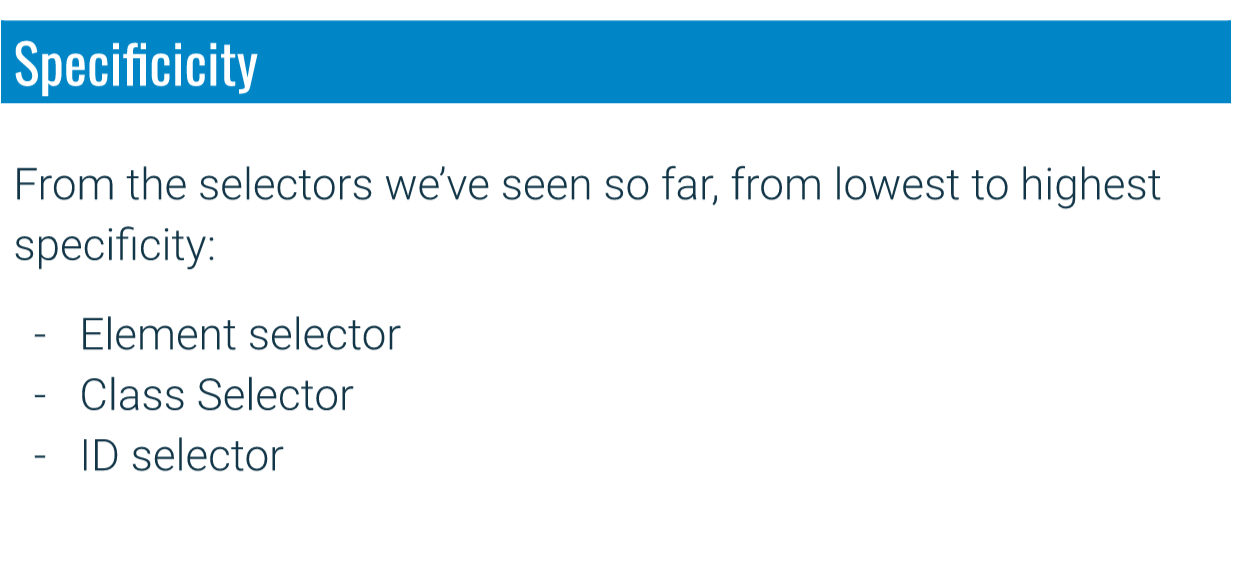 Specificicity
From the selectors we’ve seen so far, from lowest to highest
specificity:
- Element selector
- Class Selector
- ID selector